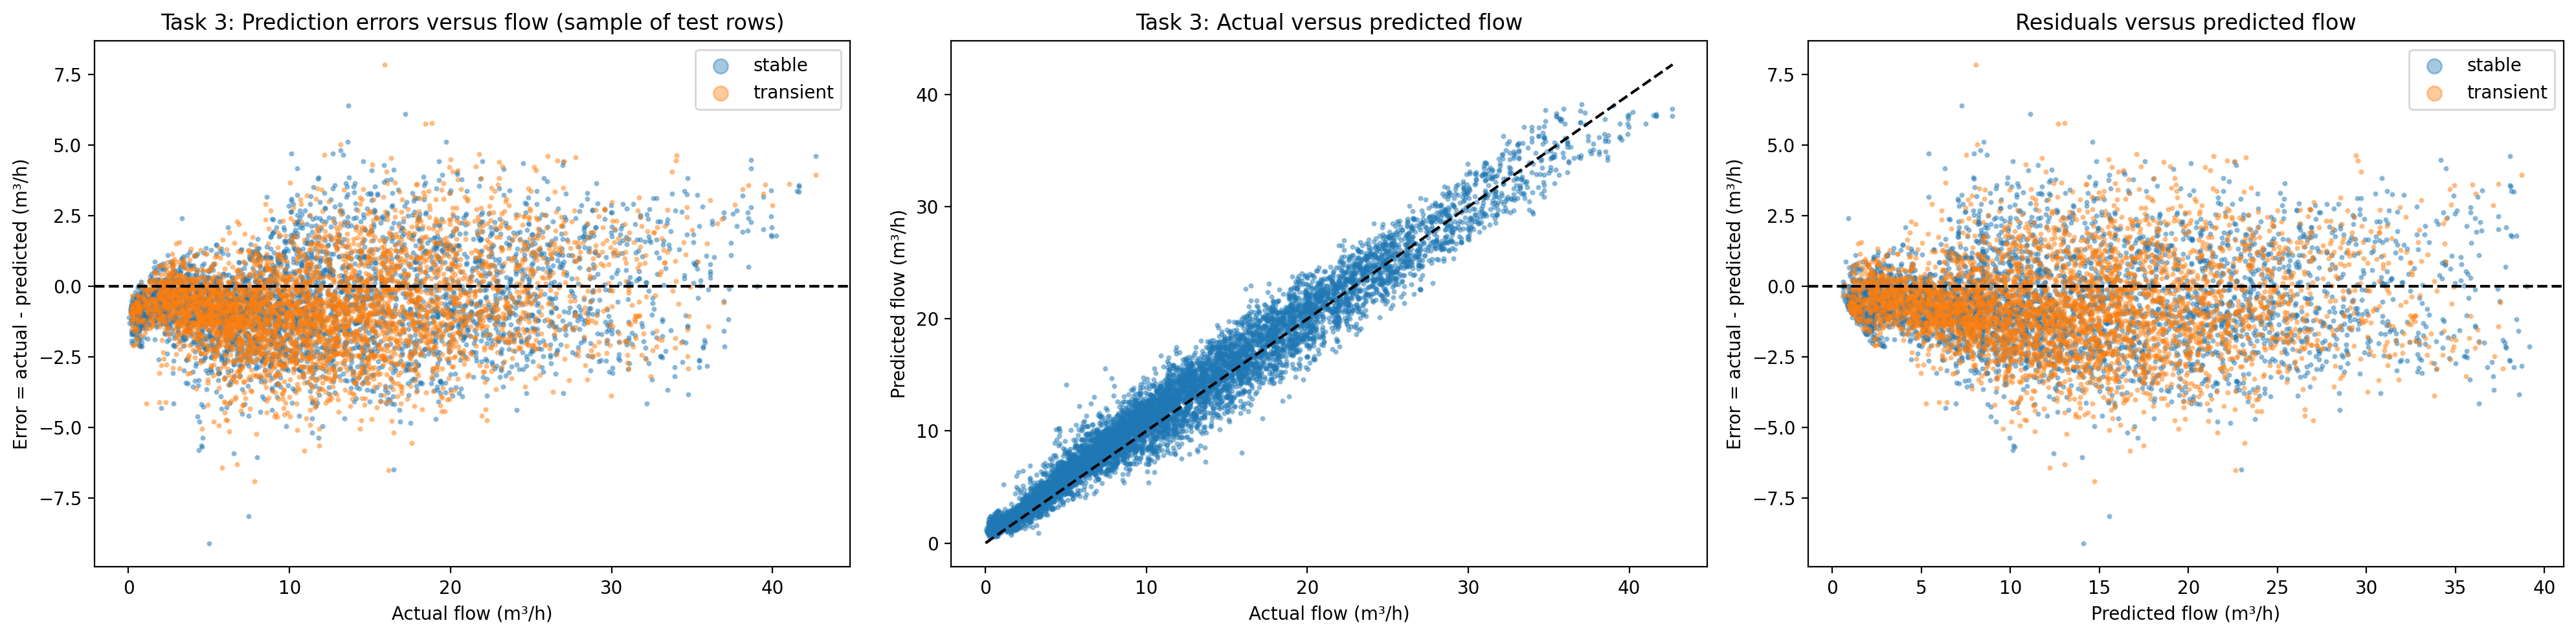 Task 3: Prediction errors versus flow (sample of test rows)
stable
transient
7.5
5.0
2.5
0.0
−2.5
−5.0
−7.5
Error = actual - predicted (m³/h)
0 10 20 30 40
Actual flow (m³/h)
Task 3: Actual versus predicted flow
40
30
20
10
0
Predicted flow (m³/h)
0 10 20 30 40
Actual flow (m³/h)
Residuals versus predicted flow
stable
transient
7.5
5.0
2.5
0.0
−2.5
−5.0
−7.5
Error = actual - predicted (m³/h)
0 5 10 15 20 25 30 35 40
Predicted flow (m³/h)